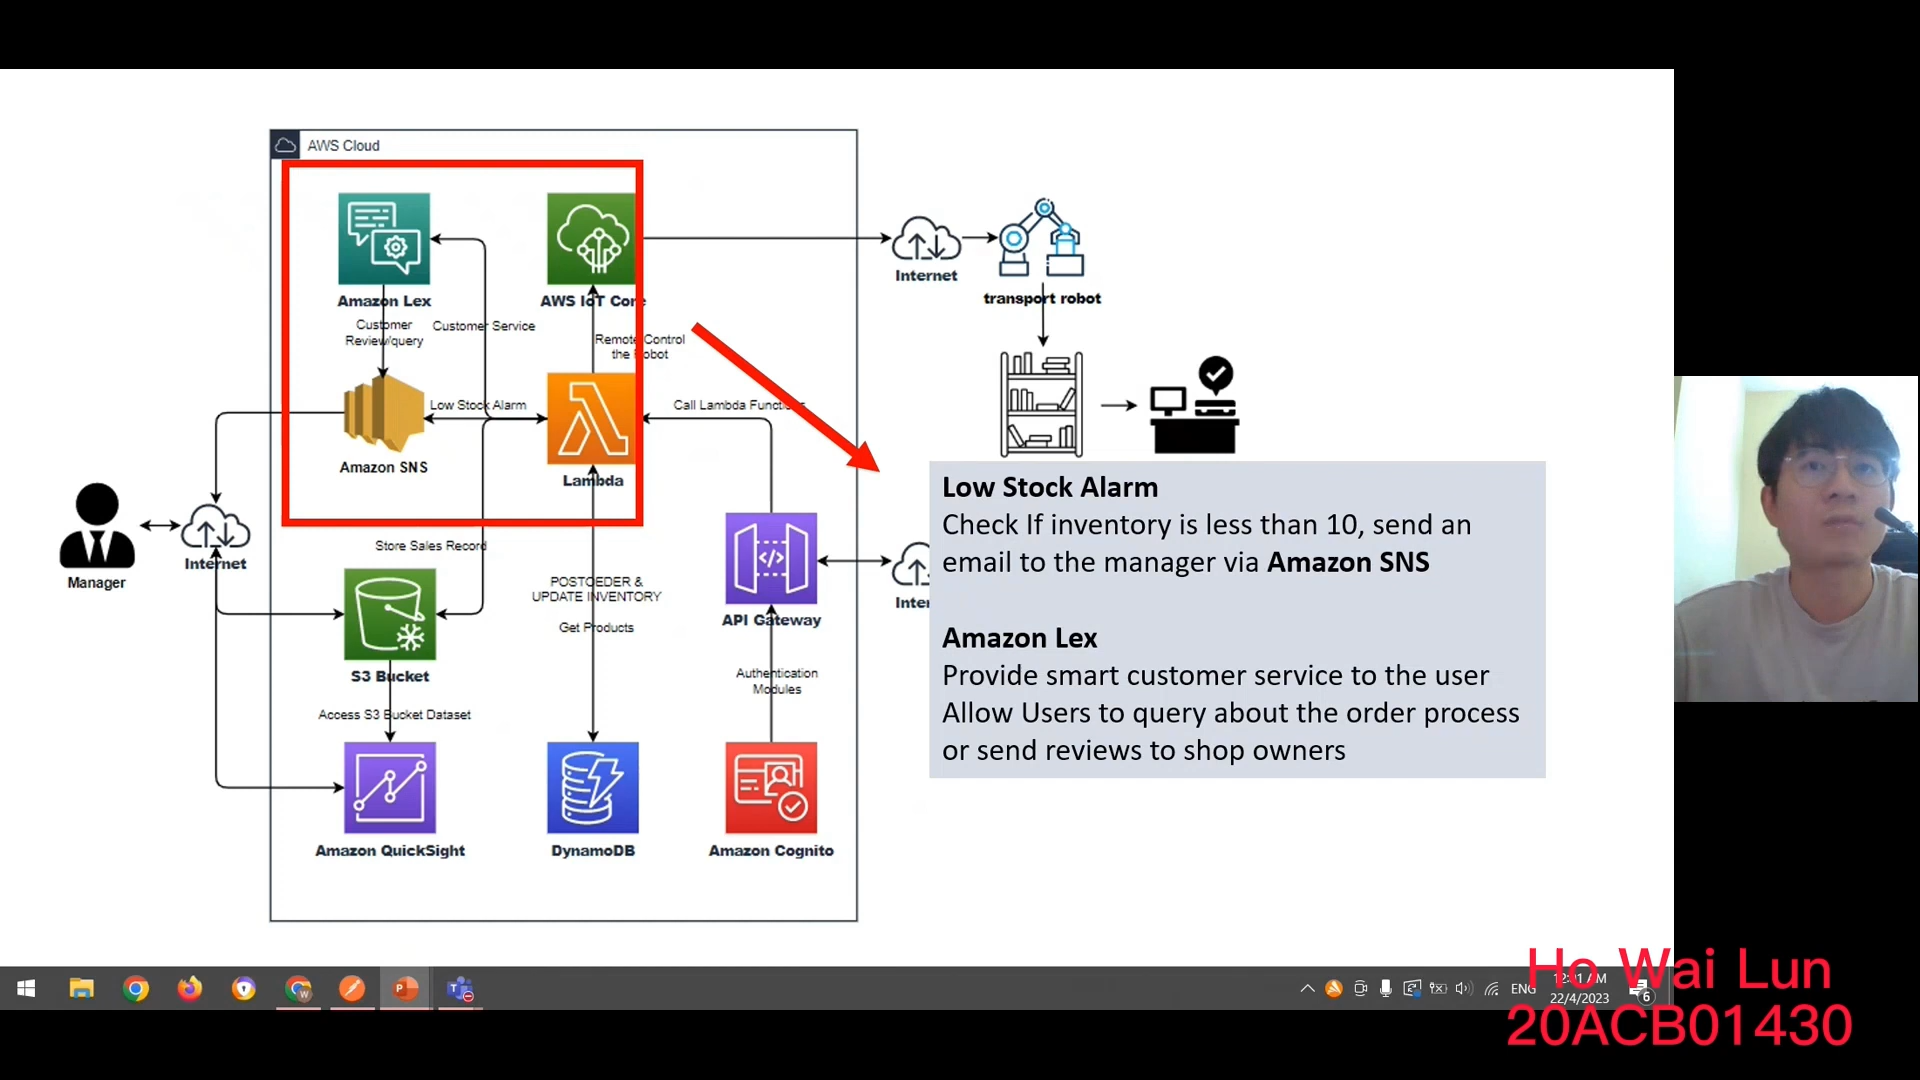 AWS Cloud
Amazon Lex
AWS IoT Core
Customer
Review/query
Customer Service
Remote Control
the Robot
Internet
transport robot
Low Stock Alarm
Call Lambda Function
Amazon SNS
Lambda
Manager
Internet
Store Sales Record
POSTOEDER &
UPDATE INVENTORY
Get Products
API Gateway
S3 Bucket
Authentication
Modules
Access S3 Bucket Dataset
Amazon QuickSight
DynamoDB
Amazon Cognito
Low Stock Alarm
Check If inventory is less than 10, send an
email to the manager via Amazon SNS
Amazon Lex
Provide smart customer service to the user
Allow Users to query about the order process
or send reviews to shop owners
ENG
22/4/2023
6
Ho Wai Lun
20ACB01430